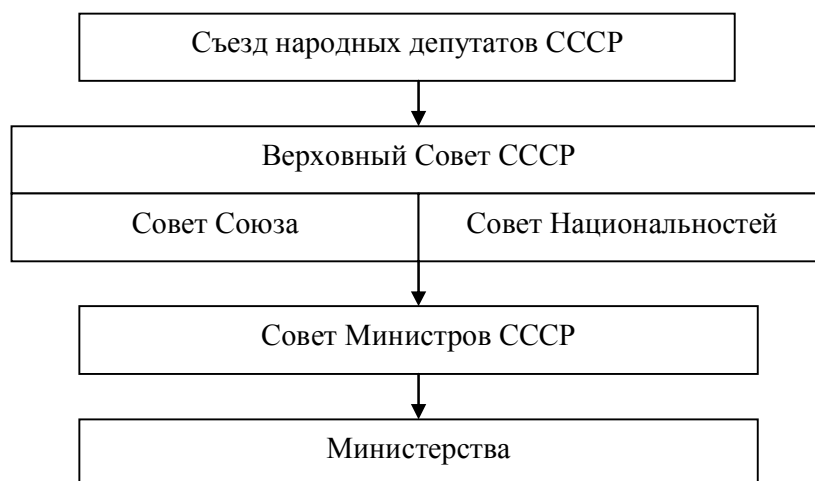 Съезд народных депутатов СССР
Верховный Совет СССР
Совет Союза
Совет Национальностей
Совет Министров СССР
Министерства